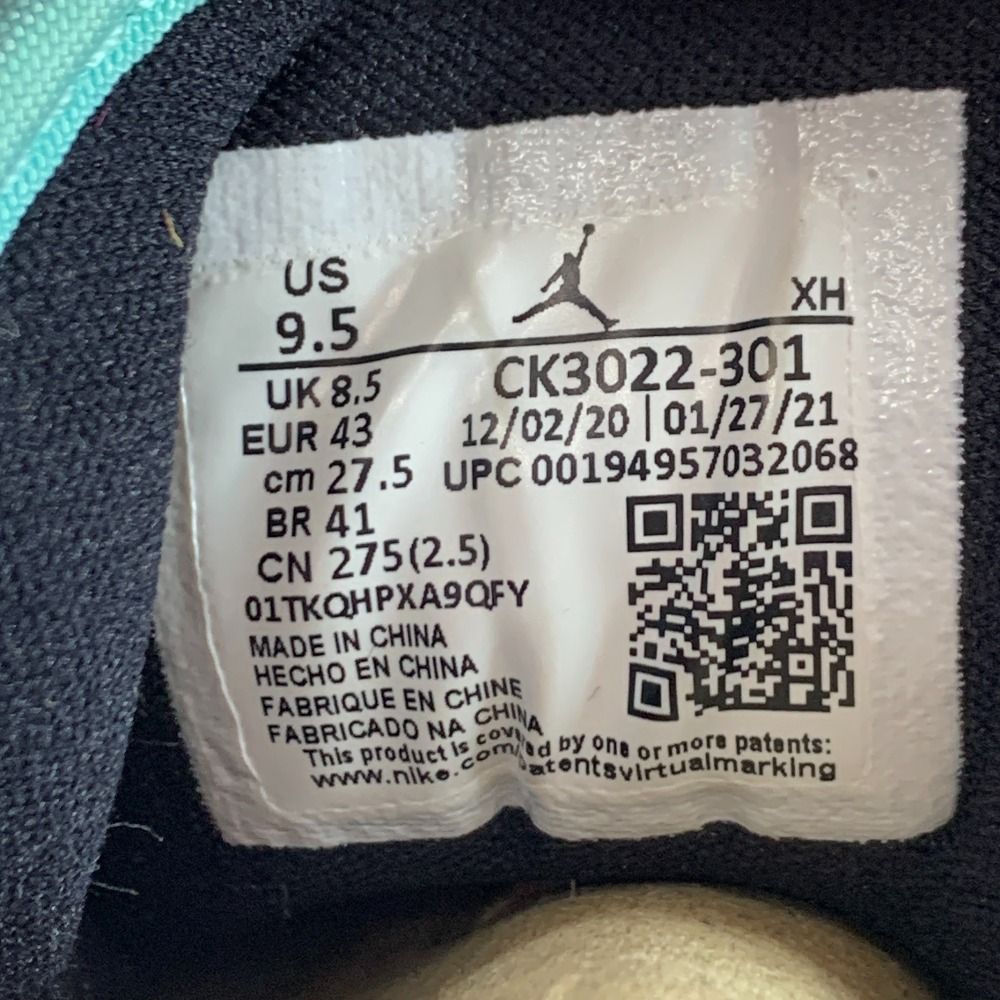 US
9.5
XH
UK 8.5
CK3022-301
EUR 43
12/02/20 | 01/27/21
cm 27.5
UPC 00194957032068
BR 41
CN 275(2.5)
01TKQHPXA9QFY
MADE IN CHINA
HECHO EN CHINA
FABRIQUE EN CHINE
FABRICADO NA CHINA
This product is covered by one or more patents:
www.nike.com/patentsvirtualmarking